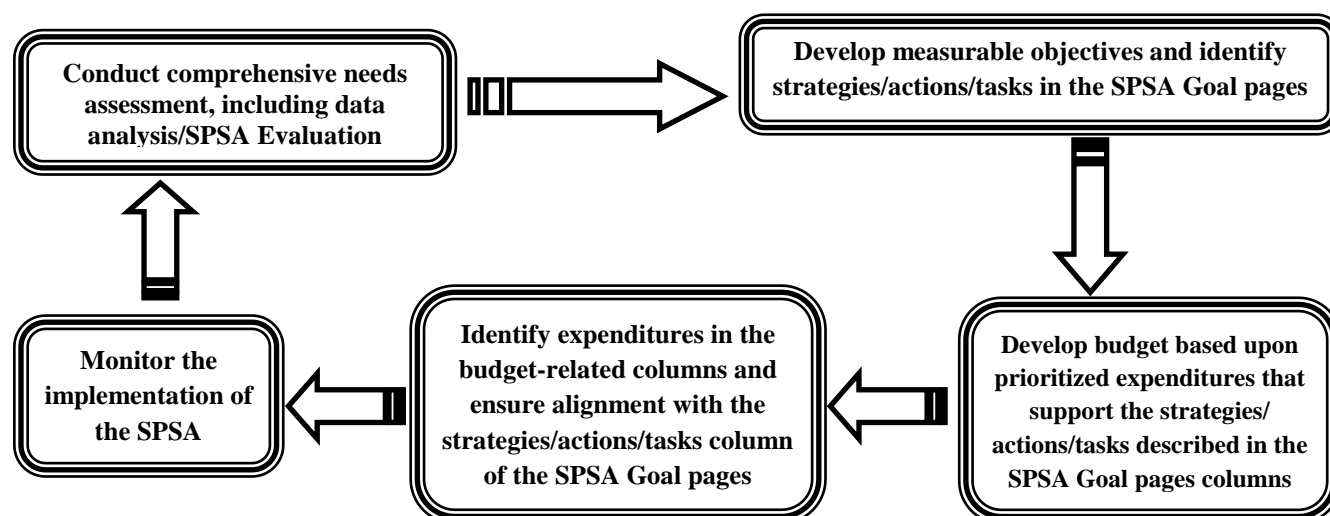 Conduct comprehensive needs
assessment, including data
analysis/SPSA Evaluation
Develop measurable objectives and identify
strategies/actions/tasks in the SPSA Goal pages
Develop budget based upon
prioritized expenditures that
support the strategies/
actions/tasks described in the
SPSA Goal pages columns
Identify expenditures in the
budget-related columns and
ensure alignment with the
strategies/actions/tasks column
of the SPSA Goal pages
Monitor the
implementation of
the SPSA